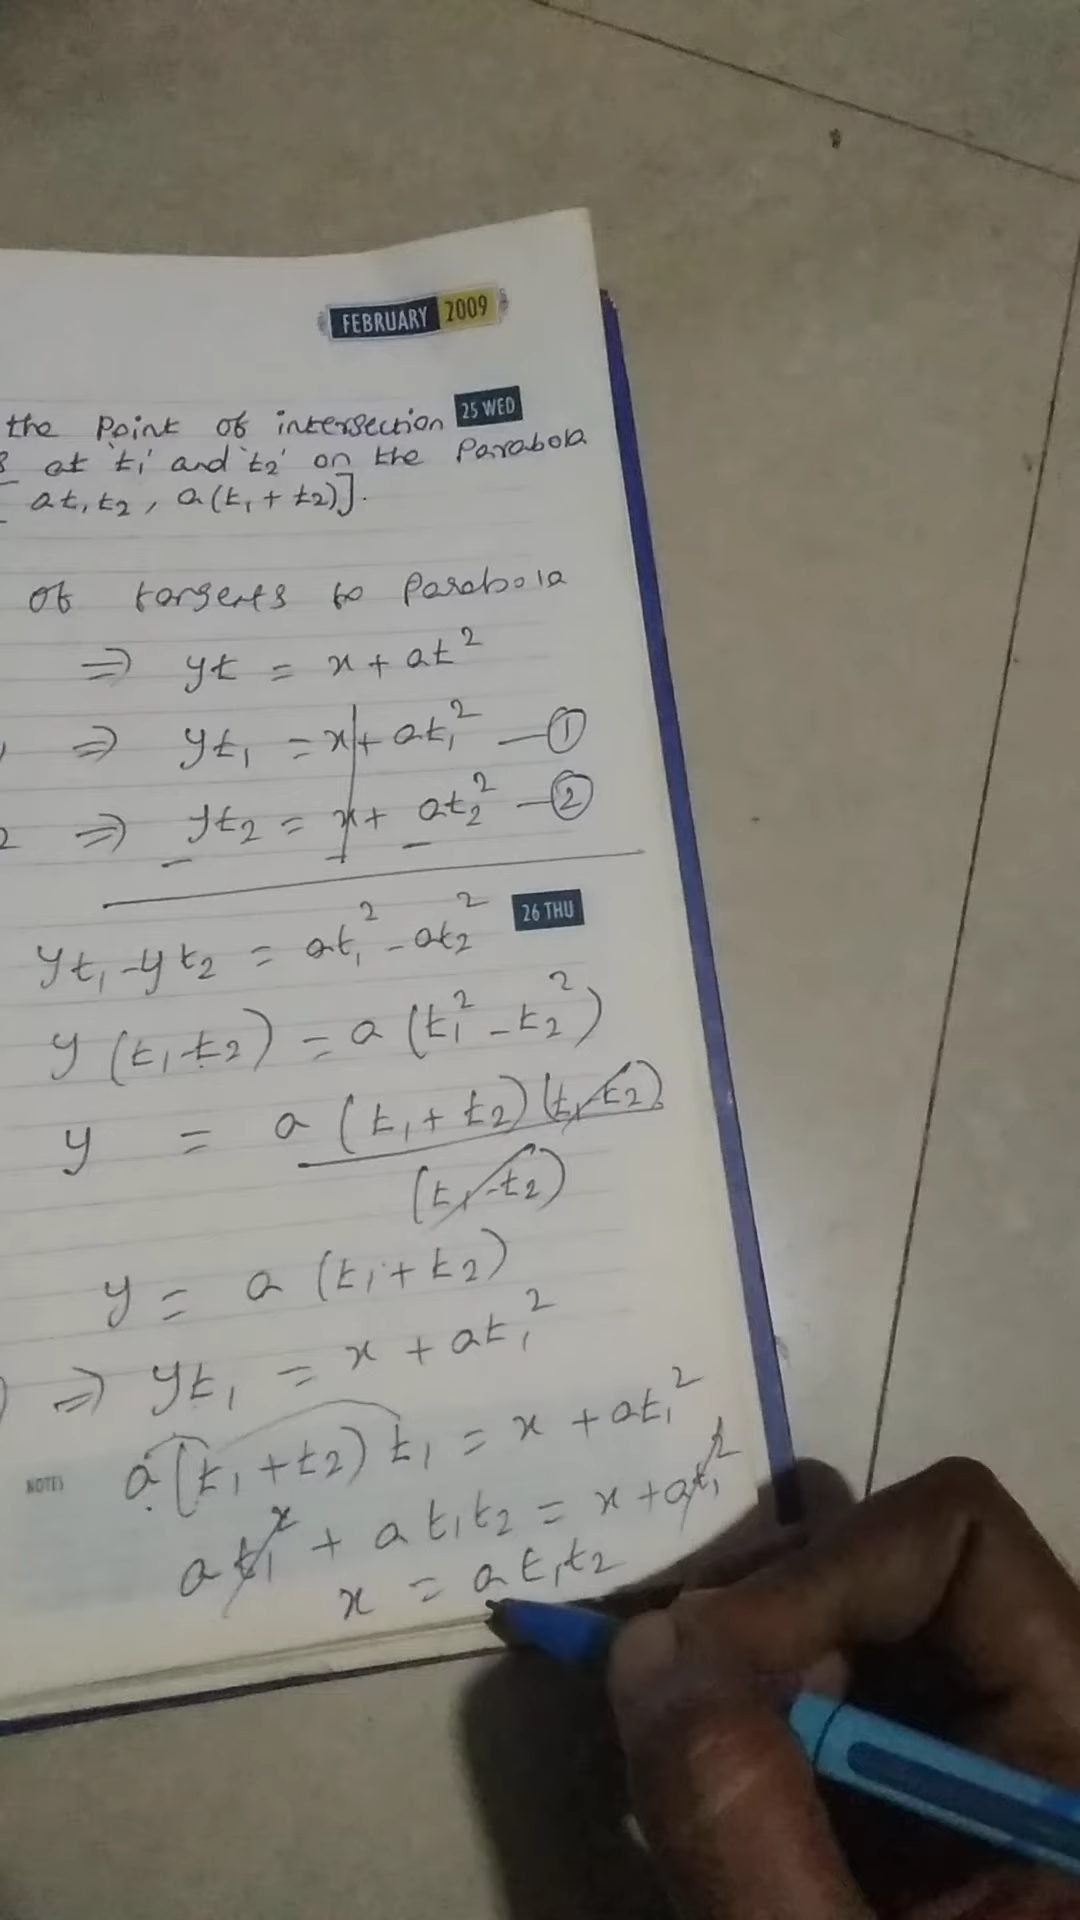 FEBRUARY 2009
25 WED
the Point of intersection
at 't₁' and 't₂' on the Parabola
at₁t₂, a(t₁ + t₂)].
of tangents to Parabola
⇒ yt = x + at²
⇒ yt₁ = x + at₁² — ①
2 ⇒ yt₂ = x + at₂² — ②
26 THU
yt₁ - yt₂ = at₁² - at₂²
y (t₁ - t₂) = a (t₁² - t₂²)
y = a (t₁ + t₂) (t₁ - t₂)
(t₁ - t₂)
y = a (t₁ + t₂)
) ⇒ yt₁ = x + at₁²
NOTES
a (t₁ + t₂) t₁ = x + at₁²
at₁² + at₁t₂ = x + at₁²
x = at₁t₂